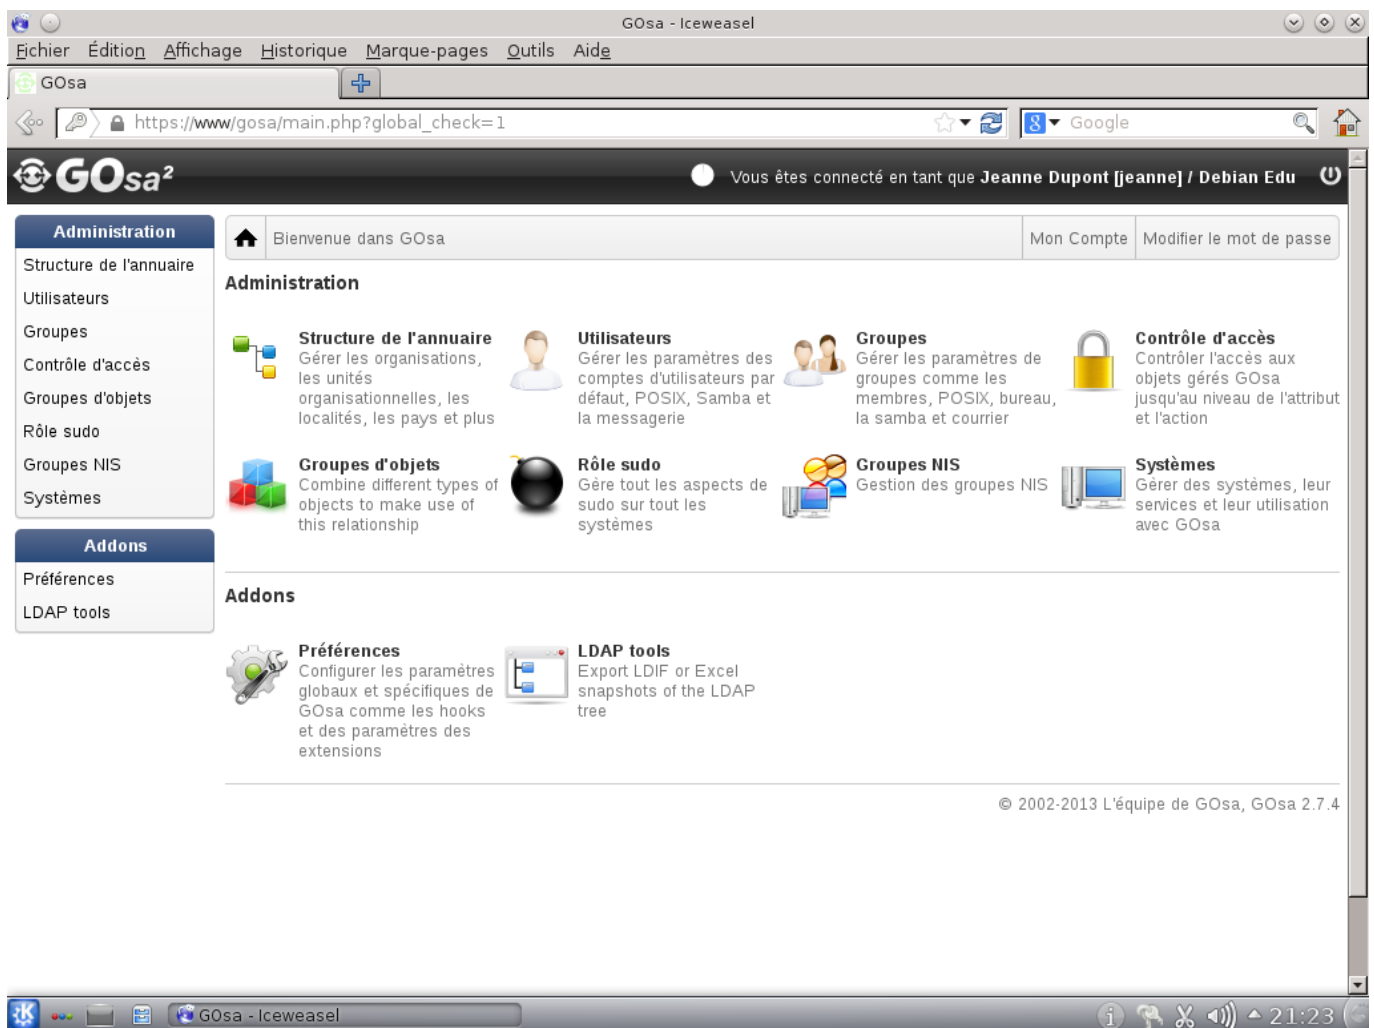 GOsa - Iceweasel
Fichier Édition Affichage Historique Marque-pages Outils Aide
GOsa
https://www/gosa/main.php?global_check=1
Google
GOsa²
Vous êtes connecté en tant que Jeanne Dupont [jeanne] / Debian Edu
Administration
Structure de l'annuaire
Utilisateurs
Groupes
Contrôle d'accès
Groupes d'objets
Rôle sudo
Groupes NIS
Systèmes
Addons
Préférences
LDAP tools
Bienvenue dans GOsa
Mon Compte
Modifier le mot de passe
Administration
Structure de l'annuaire
Gérer les organisations,
les unités
organisationnelles, les
localités, les pays et plus
Utilisateurs
Gérer les paramètres des
comptes d'utilisateurs par
défaut, POSIX, Samba et
la messagerie
Groupes
Gérer les paramètres de
groupes comme les
membres, POSIX, bureau,
la samba et courrier
Contrôle d'accès
Contrôler l'accès aux
objets gérés GOsa
jusqu'au niveau de l'attribut
et l'action
Groupes d'objets
Combine different types of
objects to make use of
this relationship
Rôle sudo
Gère tout les aspects de
sudo sur tout les
systèmes
Groupes NIS
Gestion des groupes NIS
Systèmes
Gérer des systèmes, leur
services et leur utilisation
avec GOsa
Addons
Préférences
Configurer les paramètres
globaux et spécifiques de
GOsa comme les hooks
et des paramètres des
extensions
LDAP tools
Export LDIF or Excel
snapshots of the LDAP
tree
© 2002-2013 L'équipe de GOsa, GOsa 2.7.4
GOsa - Iceweasel
21:23